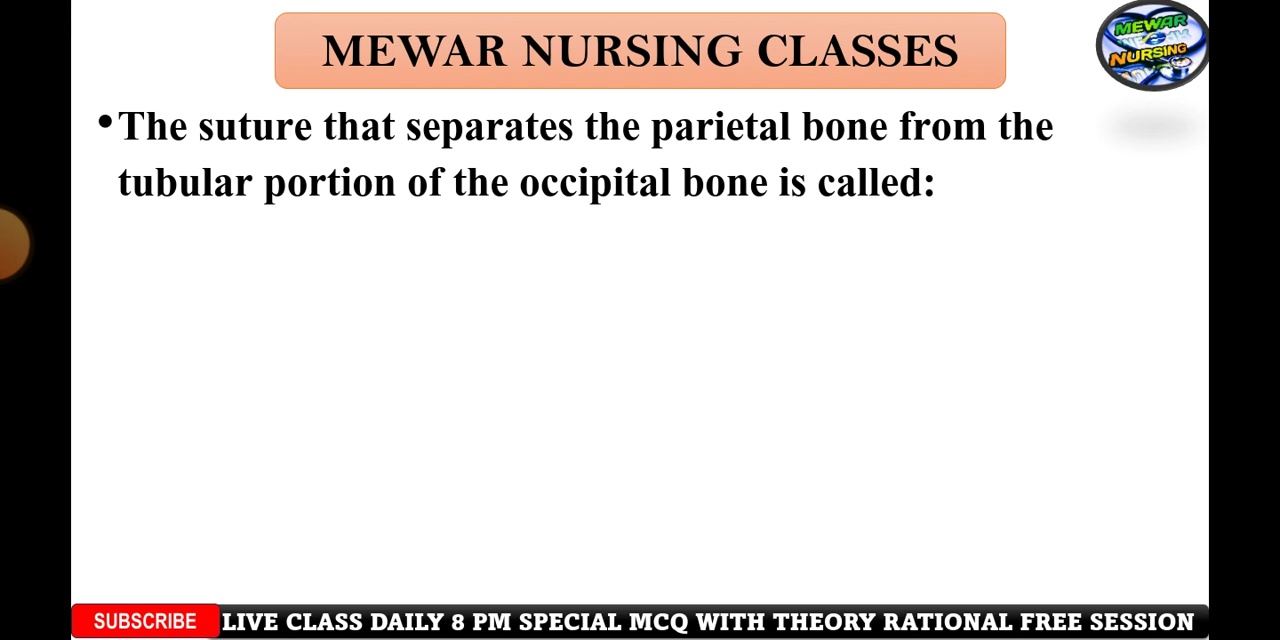 MEWAR NURSING CLASSES
MEWAR
NURSING
•The suture that separates the parietal bone from the
tubular portion of the occipital bone is called:
SUBSCRIBE LIVE CLASS DAILY 8 PM SPECIAL MCQ WITH THEORY RATIONAL FREE SESSION